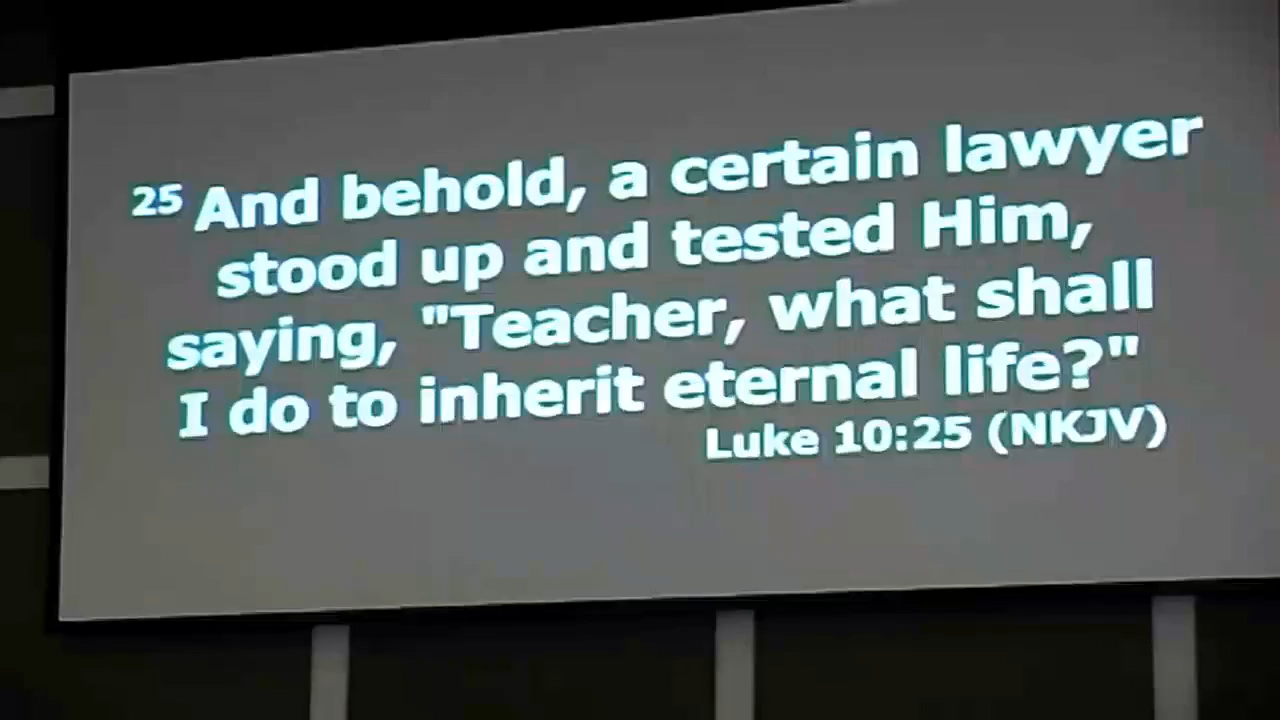 25 And behold, a certain lawyer
stood up and tested Him,
saying, "Teacher, what shall
I do to inherit eternal life?"
Luke 10:25 (NKJV)